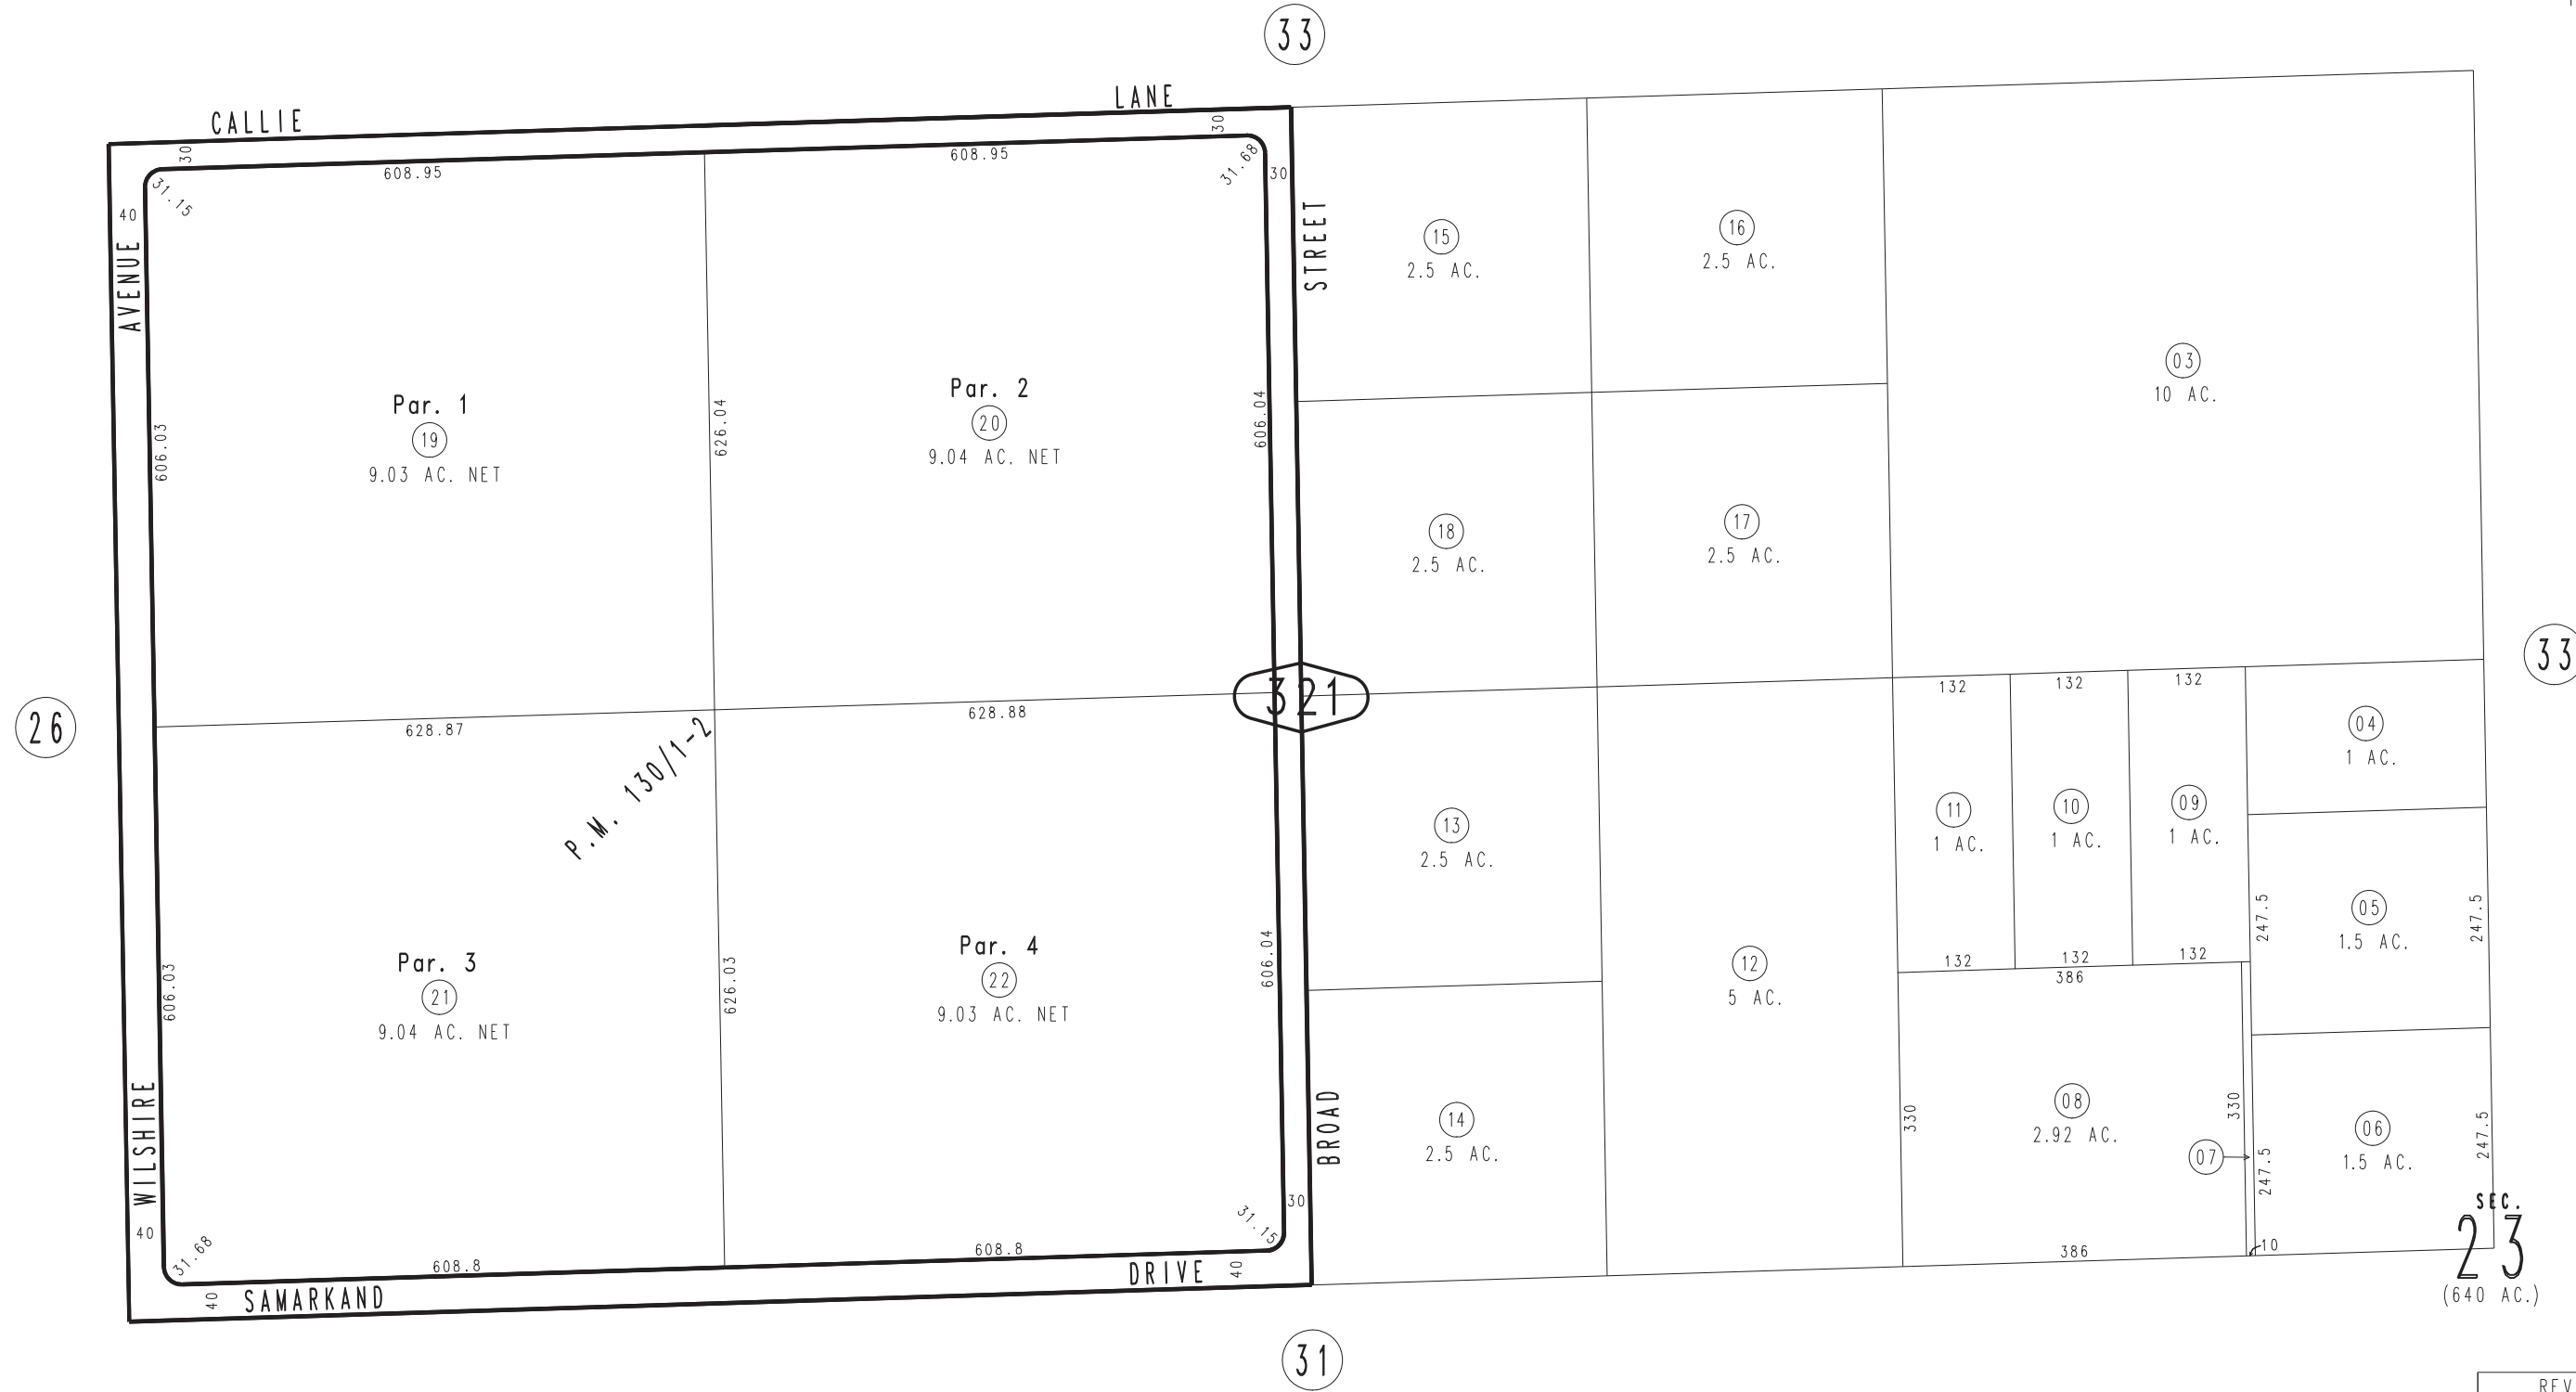 33
CALLIE LANE
30
30
608.95
608.95
31.15
31.68
30
40
AVENUE
STREET
15
2.5 AC.
16
2.5 AC.
03
10 AC.
Par. 1
19
9.03 AC. NET
Par. 2
20
9.04 AC. NET
606.03
626.04
606.04
18
2.5 AC.
17
2.5 AC.
33
26
321
628.87
628.88
P.M. 130/1-2
132
132
132
04
1 AC.
11
1 AC.
10
1 AC.
09
1 AC.
13
2.5 AC.
247.5
05
1.5 AC.
247.5
132
132
132
386
12
5 AC.
Par. 3
21
9.04 AC. NET
Par. 4
22
9.03 AC. NET
606.03
626.03
606.04
14
2.5 AC.
330
08
2.92 AC.
330
07
247.5
06
1.5 AC.
247.5
WILSHIRE
BROAD
40
31.68
31.15
30
608.8
608.8
386
10
SEC.
23
(640 AC.)
40
SAMARKAND DRIVE
40
31
REV